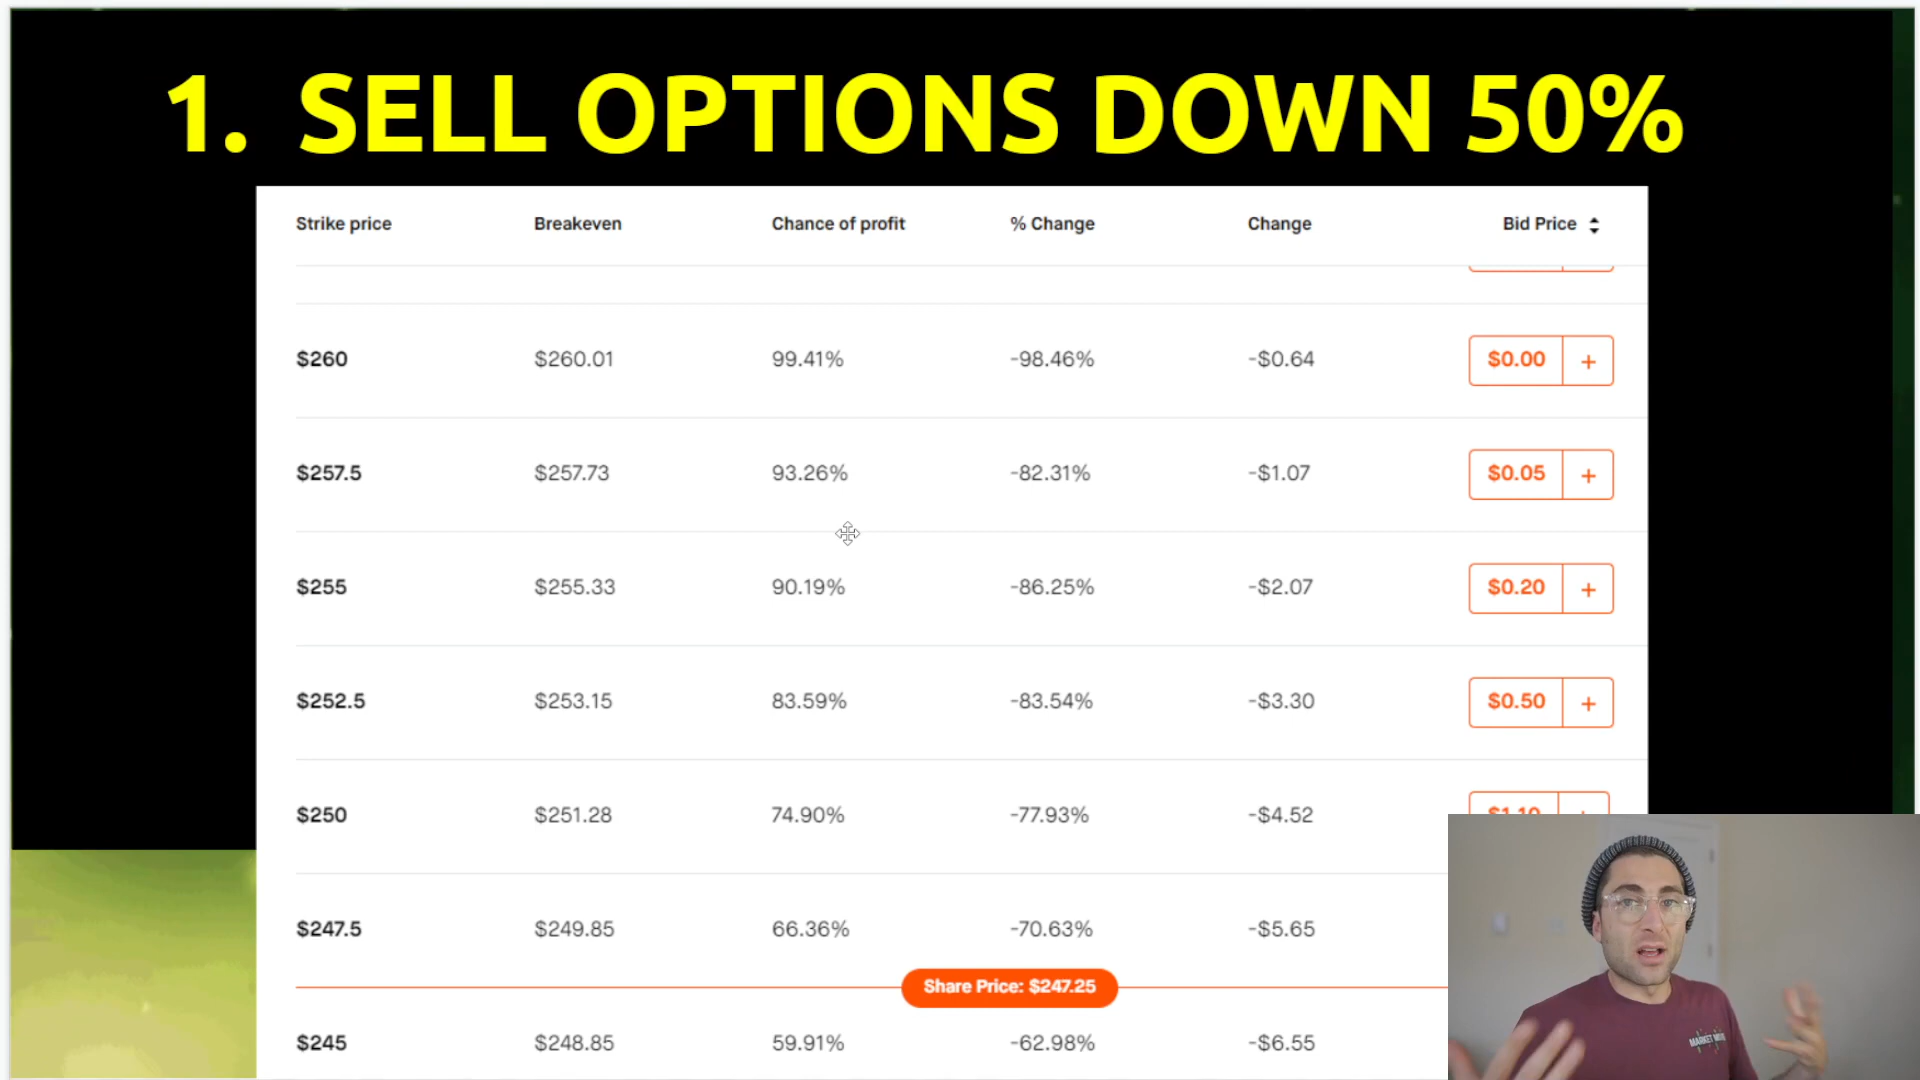 1. SELL OPTIONS DOWN 50%
Strike price Breakeven Chance of profit % Change Change Bid Price
$260 $260.01 99.41% -98.46% -$0.64 $0.00 +
$257.5 $257.73 93.26% -82.31% -$1.07 $0.05 +
$255 $255.33 90.19% -86.25% -$2.07 $0.20 +
$252.5 $253.15 83.59% -83.54% -$3.30 $0.50 +
$250 $251.28 74.90% -77.93% -$4.52 $1.10
$247.5 $249.85 66.36% -70.63% -$5.65
Share Price: $247.25
$245 $248.85 59.91% -62.98% -$6.55
MARKET